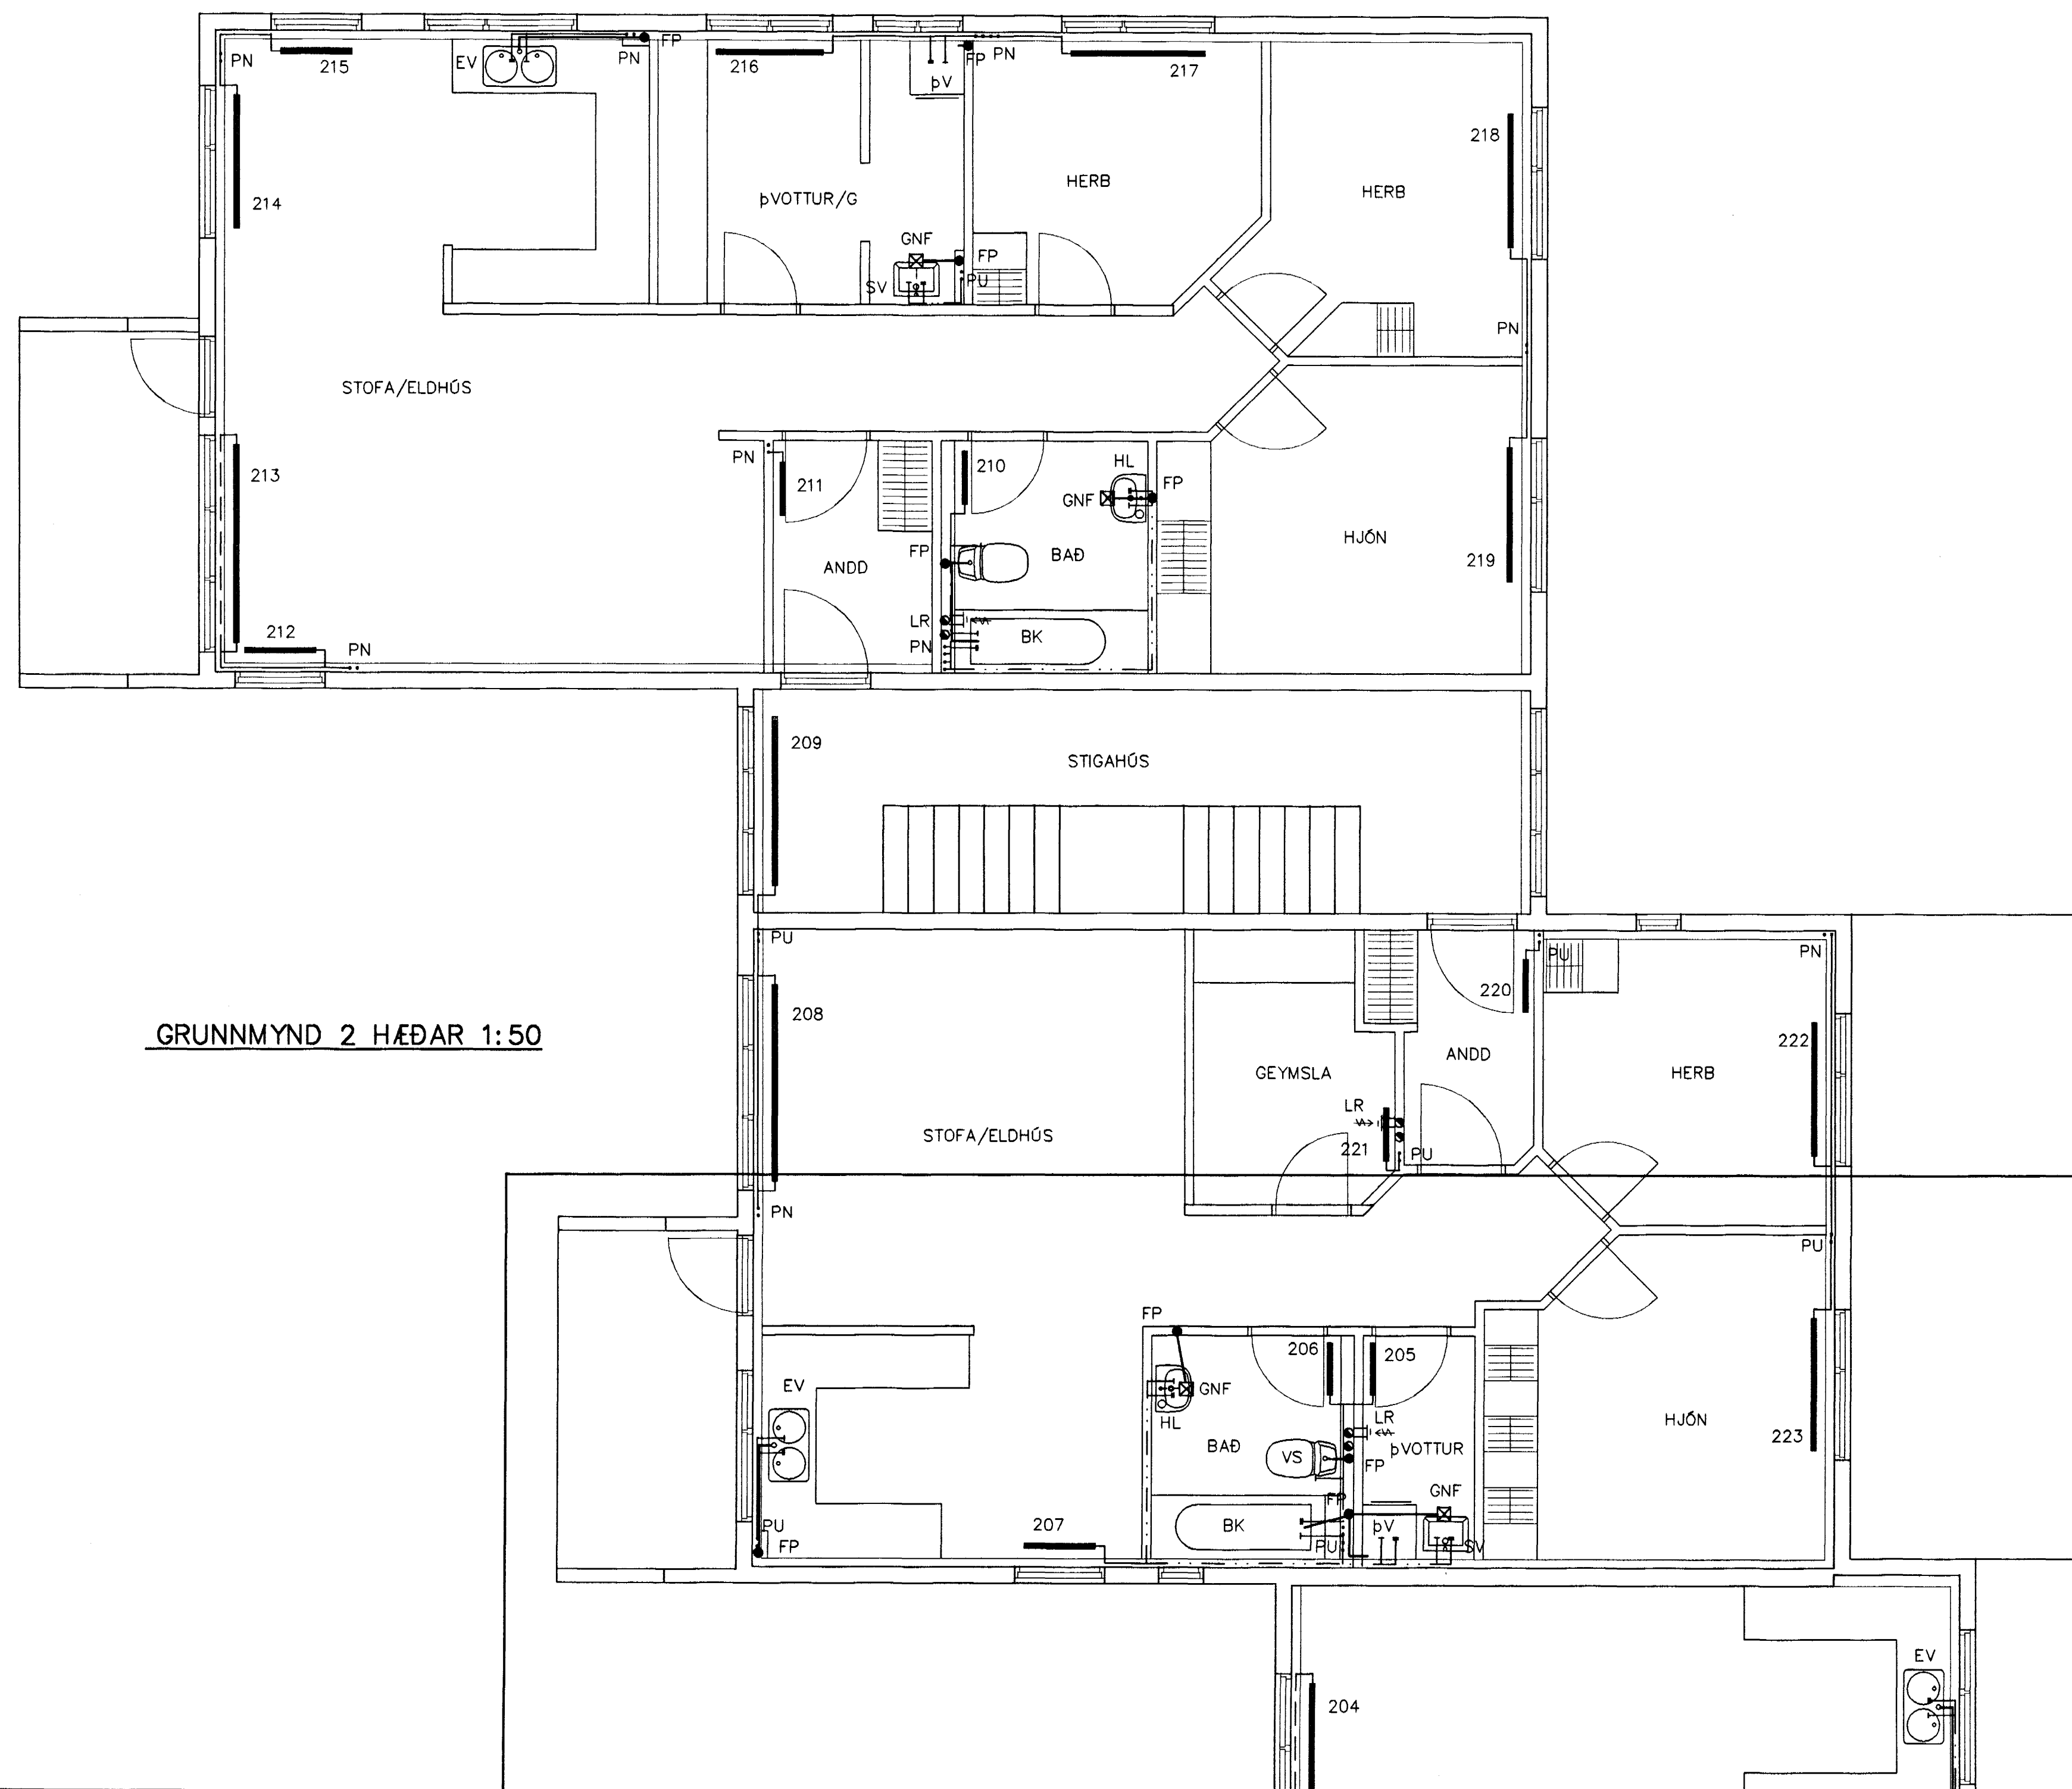 PN
215
EV
FP
PN
216
FP
PN
þV
217
218
214
þVOTTUR/G
HERB
HERB
GNF
FP
SV
PU
PN
STOFA/ELDHÚS
213
PN
211
210
HL
FP
GNF
HJÓN
219
FP
BAÐ
ANDD
LR
212
PN
PN
BK
209
STIGAHÚS
PU
PU
PN
220
208
GRUNNMYND 2 HÆÐAR 1:50
222
ANDD
GEYMSLA
HERB
LR
STOFA/ELDHÚS
221
PU
PN
PU
FP
206
205
EV
GNF
HL
LR
HJÓN
223
BAÐ
þVOTTUR
VS
FP
GNF
FP
207
PU
BK
þV
FP
PU
SV
EV
204